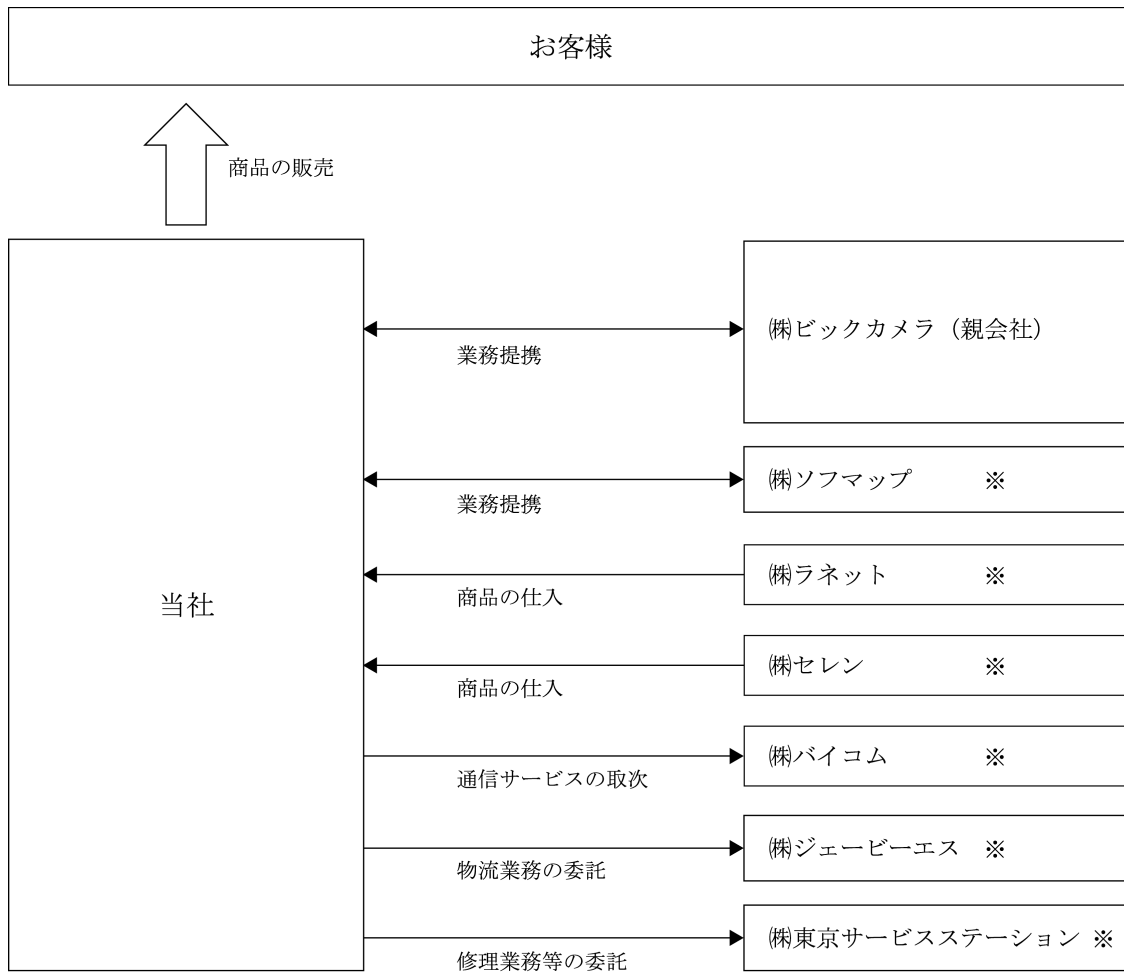 お客様
商品の販売
当社
㈱ビックカメラ（親会社）
業務提携
㈱ソフマップ ※
業務提携
㈱ラネット ※
商品の仕入
㈱セレン ※
商品の仕入
㈱バイコム ※
通信サービスの取次
㈱ジェービーエス ※
物流業務の委託
㈱東京サービスステーション ※
修理業務等の委託